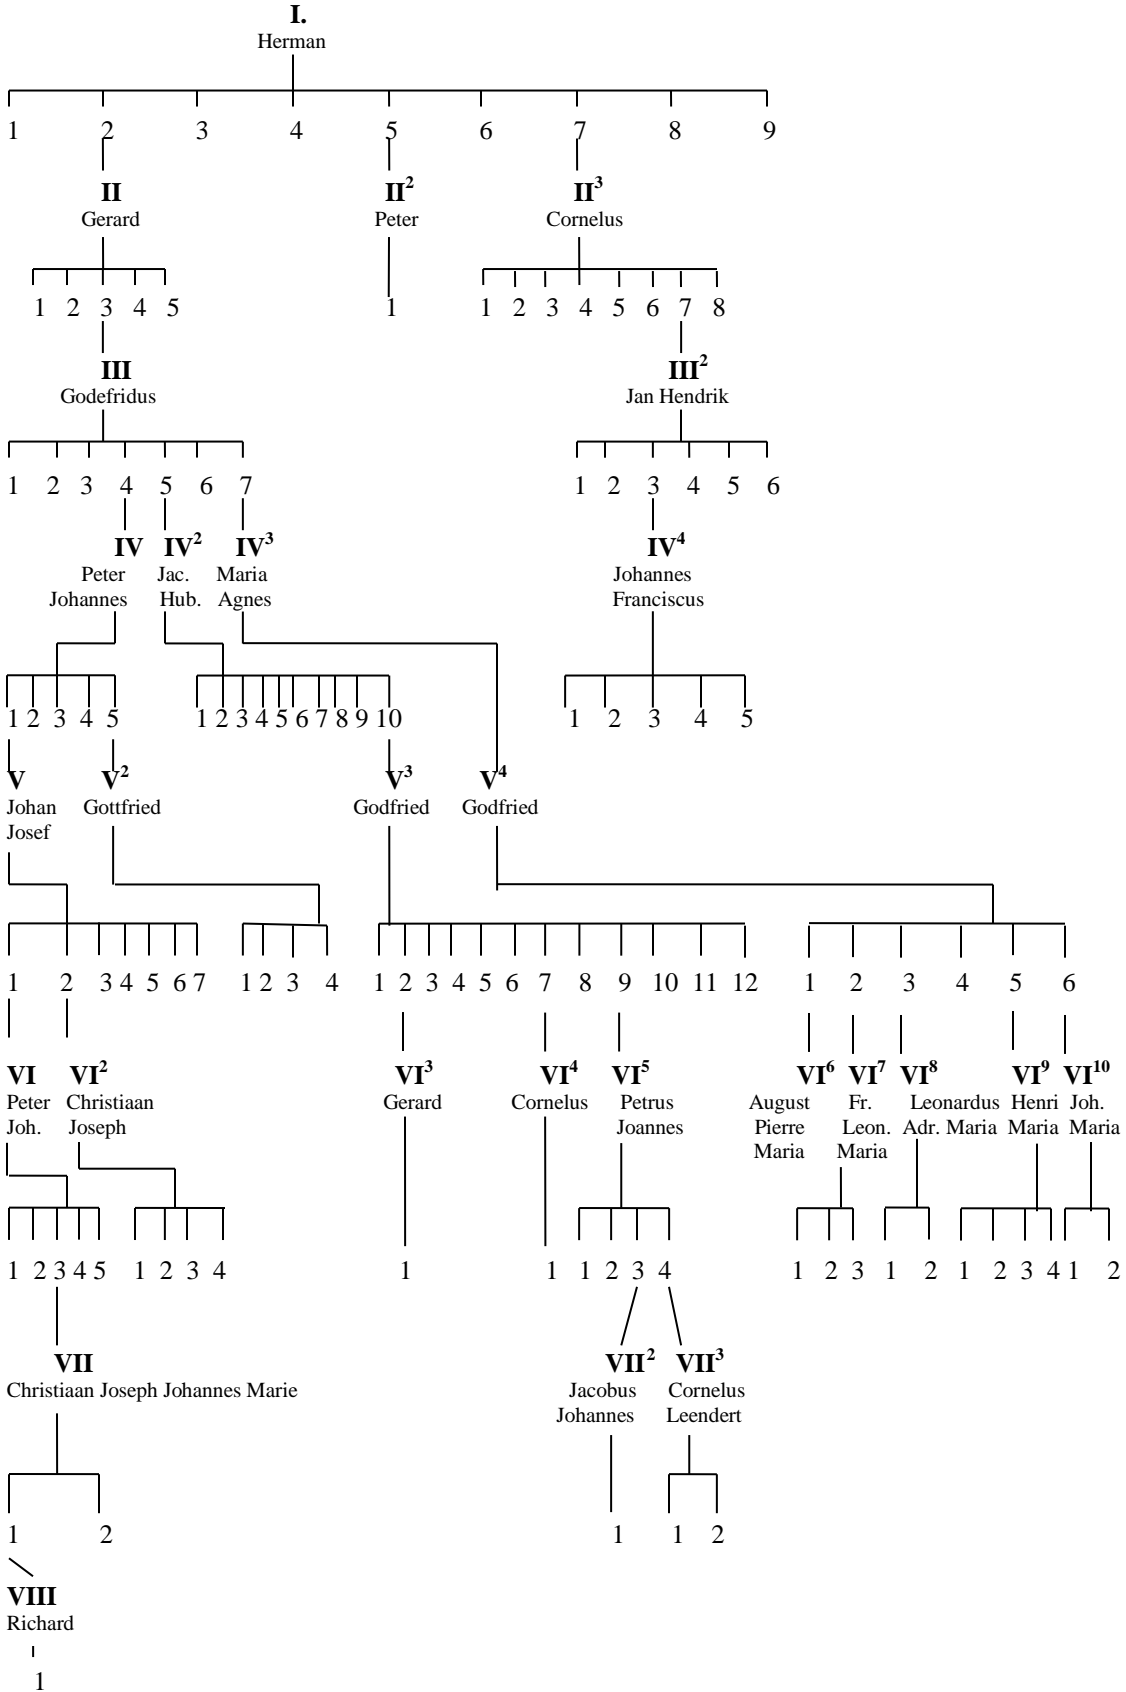 I.
Herman
1 2 3 4 5 6 7 8 9
II II² II³
Gerard Peter Cornelus
1 2 3 4 5 1 1 2 3 4 5 6 7 8
III III²
Godefridus Jan Hendrik
1 2 3 4 5 6 7 1 2 3 4 5 6
IV IV² IV³ IV⁴
Peter Jac. Maria Johannes
Johannes Hub. Agnes Franciscus
1 2 3 4 5 1 2 3 4 5 6 7 8 9 10 1 2 3 4 5
V V² V³ V⁴
Johan Gottfried Godfried Godfried
Josef
1 2 3 4 5 6 7 1 2 3 4 1 2 3 4 5 6 7 8 9 10 11 12 1 2 3 4 5 6
VI VI² VI³ VI⁴ VI⁵ VI⁶ VI⁷ VI⁸ VI⁹ VI¹⁰
Peter Christiaan Gerard Cornelus Petrus August Fr. Leonardus Henri Joh.
Joh. Joseph Joannes Pierre Leon. Adr. Maria Maria Maria
Maria Maria
1 2 3 4 5 1 2 3 4 1 1 1 2 3 4 1 2 3 1 2 1 2 3 4 1 2
VII VII² VII³
Christiaan Joseph Johannes Marie Jacobus Cornelus
Johannes Leendert
1 2 1 1 2
VIII
Richard
1